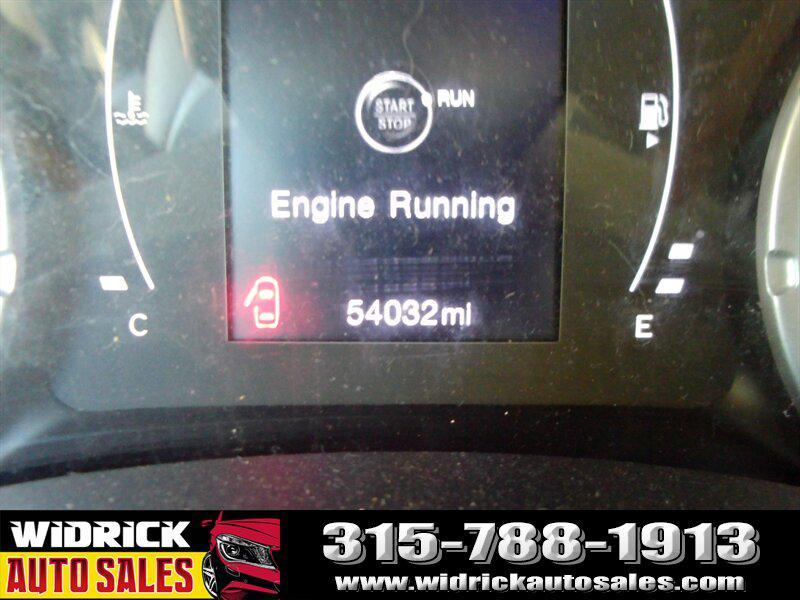 START
STOP
RUN
Engine Running
54032mi
C
E
WIDRICK
AUTO SALES
315-788-1913
www.widrickautosales.com